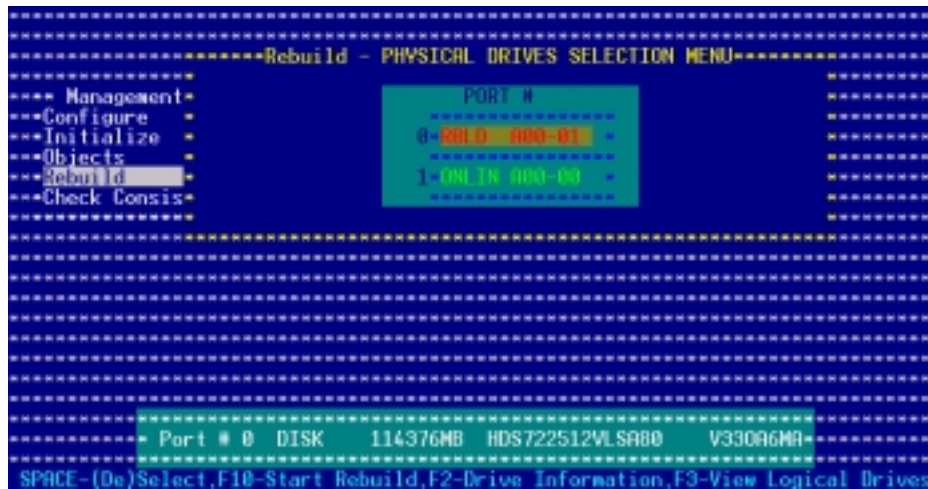 Rebuild - PHYSICAL DRIVES SELECTION MENU
Management
Configure
Initialize
Objects
Rebuild
Check Consis
PORT #
0 RBLD A00-01
1 ONLIN A00-00
Port # 0 DISK 114376MB HDS722512VLSA80 V33OA6MA
SPACE-(De)Select,F10-Start Rebuild,F2-Drive Information,F3-View Logical Drives